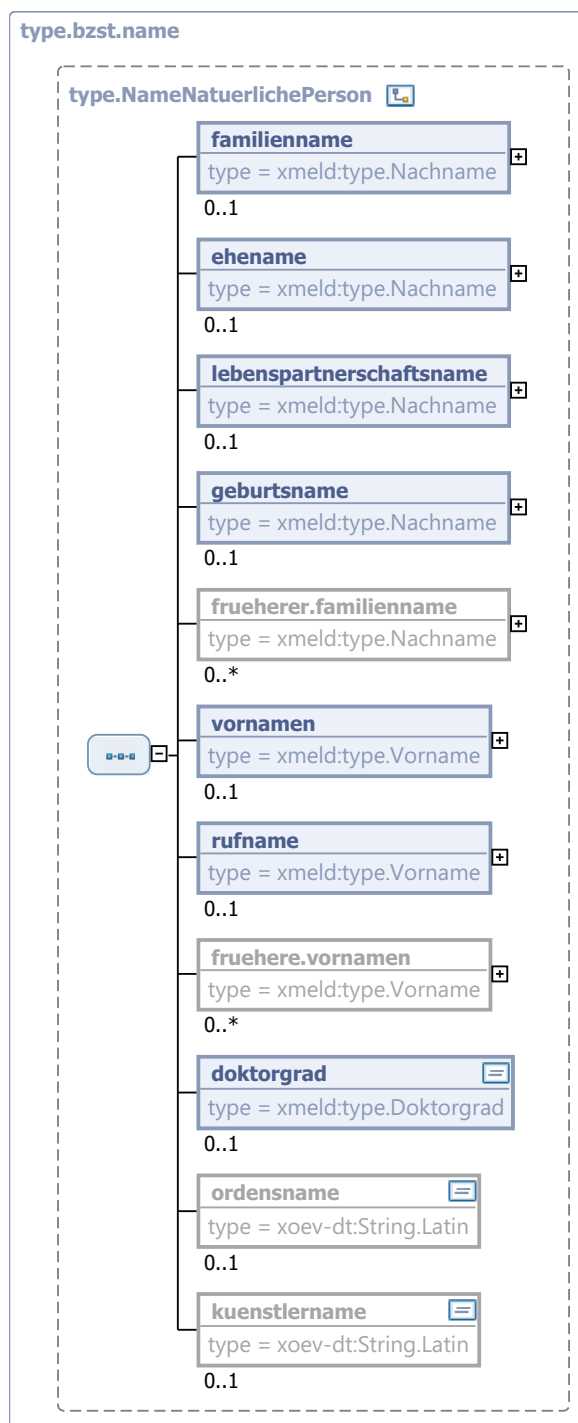 type.bzst.name
type.NameNatuerlichePerson
familienname
type = xmeld:type.Nachname
0..1
ehename
type = xmeld:type.Nachname
0..1
lebenspartnerschaftsname
type = xmeld:type.Nachname
0..1
geburtsname
type = xmeld:type.Nachname
0..1
frueherer.familienname
type = xmeld:type.Nachname
0..*
vornamen
type = xmeld:type.Vorname
0..1
rufname
type = xmeld:type.Vorname
0..1
fruehere.vornamen
type = xmeld:type.Vorname
0..*
doktorgrad
type = xmeld:type.Doktorgrad
0..1
ordensname
type = xoev-dt:String.Latin
0..1
kuenstlername
type = xoev-dt:String.Latin
0..1